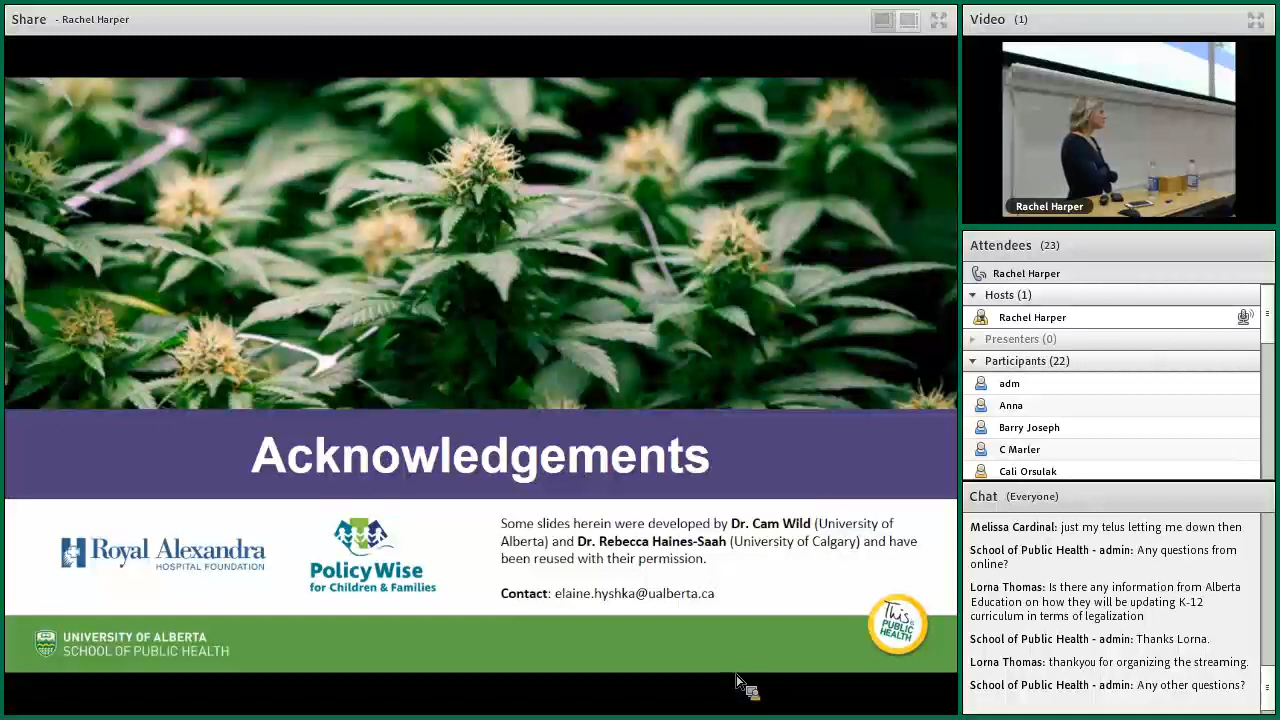 Share - Rachel Harper
Acknowledgements
Royal Alexandra
HOSPITAL FOUNDATION
PolicyWise
for Children & Families
Some slides herein were developed by Dr. Cam Wild (University of
Alberta) and Dr. Rebecca Haines-Saah (University of Calgary) and have
been reused with their permission.
Contact: elaine.hyshka@ualberta.ca
UNIVERSITY OF ALBERTA
SCHOOL OF PUBLIC HEALTH
This is
PUBLIC
HEALTH
Video (1)
Rachel Harper
Attendees (23)
Rachel Harper
Hosts (1)
Rachel Harper
Presenters (0)
Participants (22)
adm
Anna
Barry Joseph
C Marler
Cali Orsulak
Chat (Everyone)
Melissa Cardinal: just my telus letting me down then
School of Public Health - admin: Any questions from
online?
Lorna Thomas: Is there any information from Alberta
Education on how they will be updating K-12
curriculum in terms of legalization
School of Public Health - admin: Thanks Lorna.
Lorna Thomas: thankyou for organizing the streaming.
School of Public Health - admin: Any other questions?